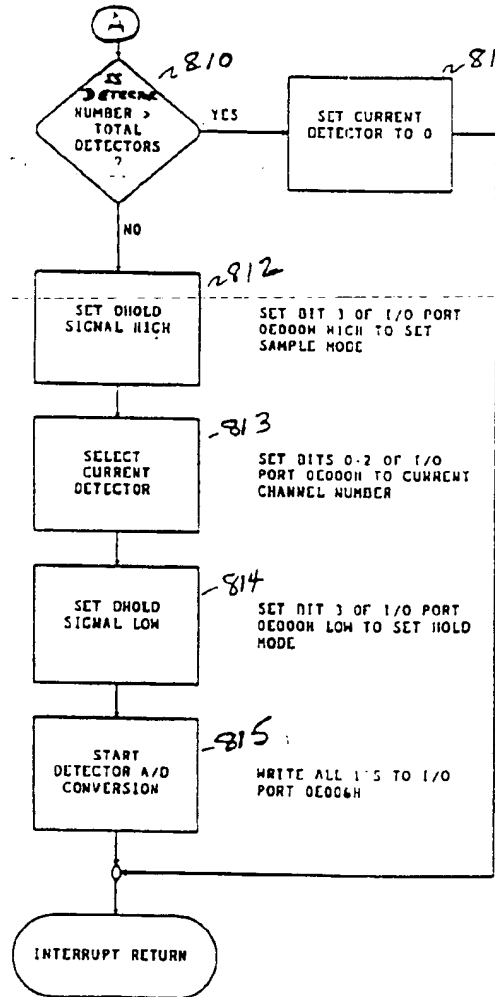 A
IS
DETECTOR
NUMBER >
TOTAL
DETECTORS
?
810
YES
SET CURRENT
DETECTOR TO 0
81
NO
812
SET DHOLD
SIGNAL HIGH
SET BIT 3 OF I/O PORT
0E000H HIGH TO SET
SAMPLE MODE
813
SELECT
CURRENT
DETECTOR
SET BITS 0-2 OF I/O
PORT 0E000H TO CURRENT
CHANNEL NUMBER
814
SET DHOLD
SIGNAL LOW
SET BIT 3 OF I/O PORT
0E000H LOW TO SET HOLD
MODE
815
START
DETECTOR A/D
CONVERSION
WRITE ALL 1'S TO I/O
PORT 0E006H
INTERRUPT RETURN